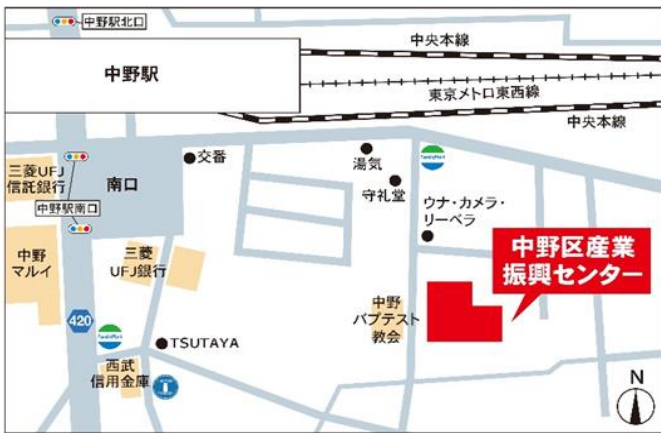 中野駅北口
中央本線
中野駅
東京メトロ東西線
中央本線
三菱UFJ
信託銀行
南口
交番
湯気
FamilyMart
守礼堂
中野駅南口
ウナ・カメラ・
リーベラ
中野区産業
振興センター
中野
マルイ
三菱
UFJ銀行
中野
バプテスト
教会
420
FamilyMart
TSUTAYA
西武
信用金庫
N